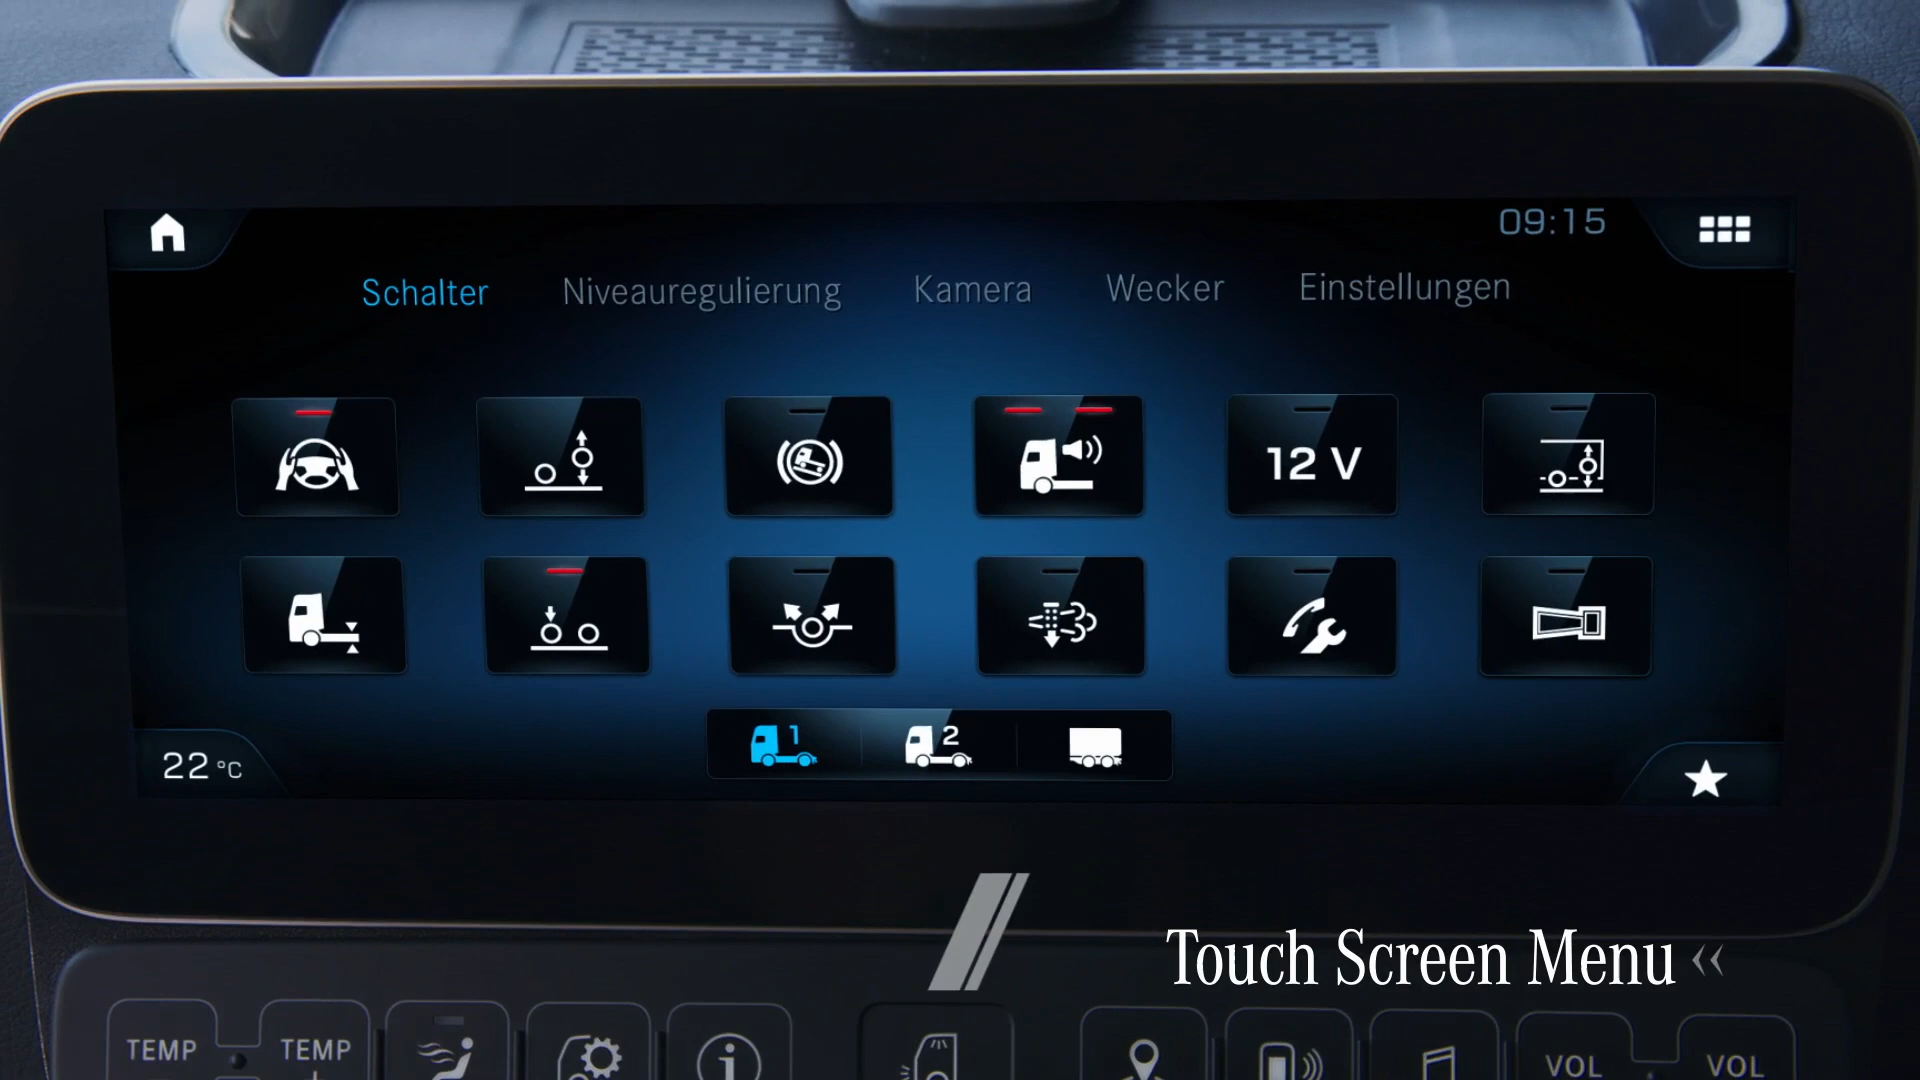 09:15
Schalter Niveauregulierung Kamera Wecker Einstellungen
12 V
1 2
22 °C
Touch Screen Menu
TEMP TEMP VOL VOL